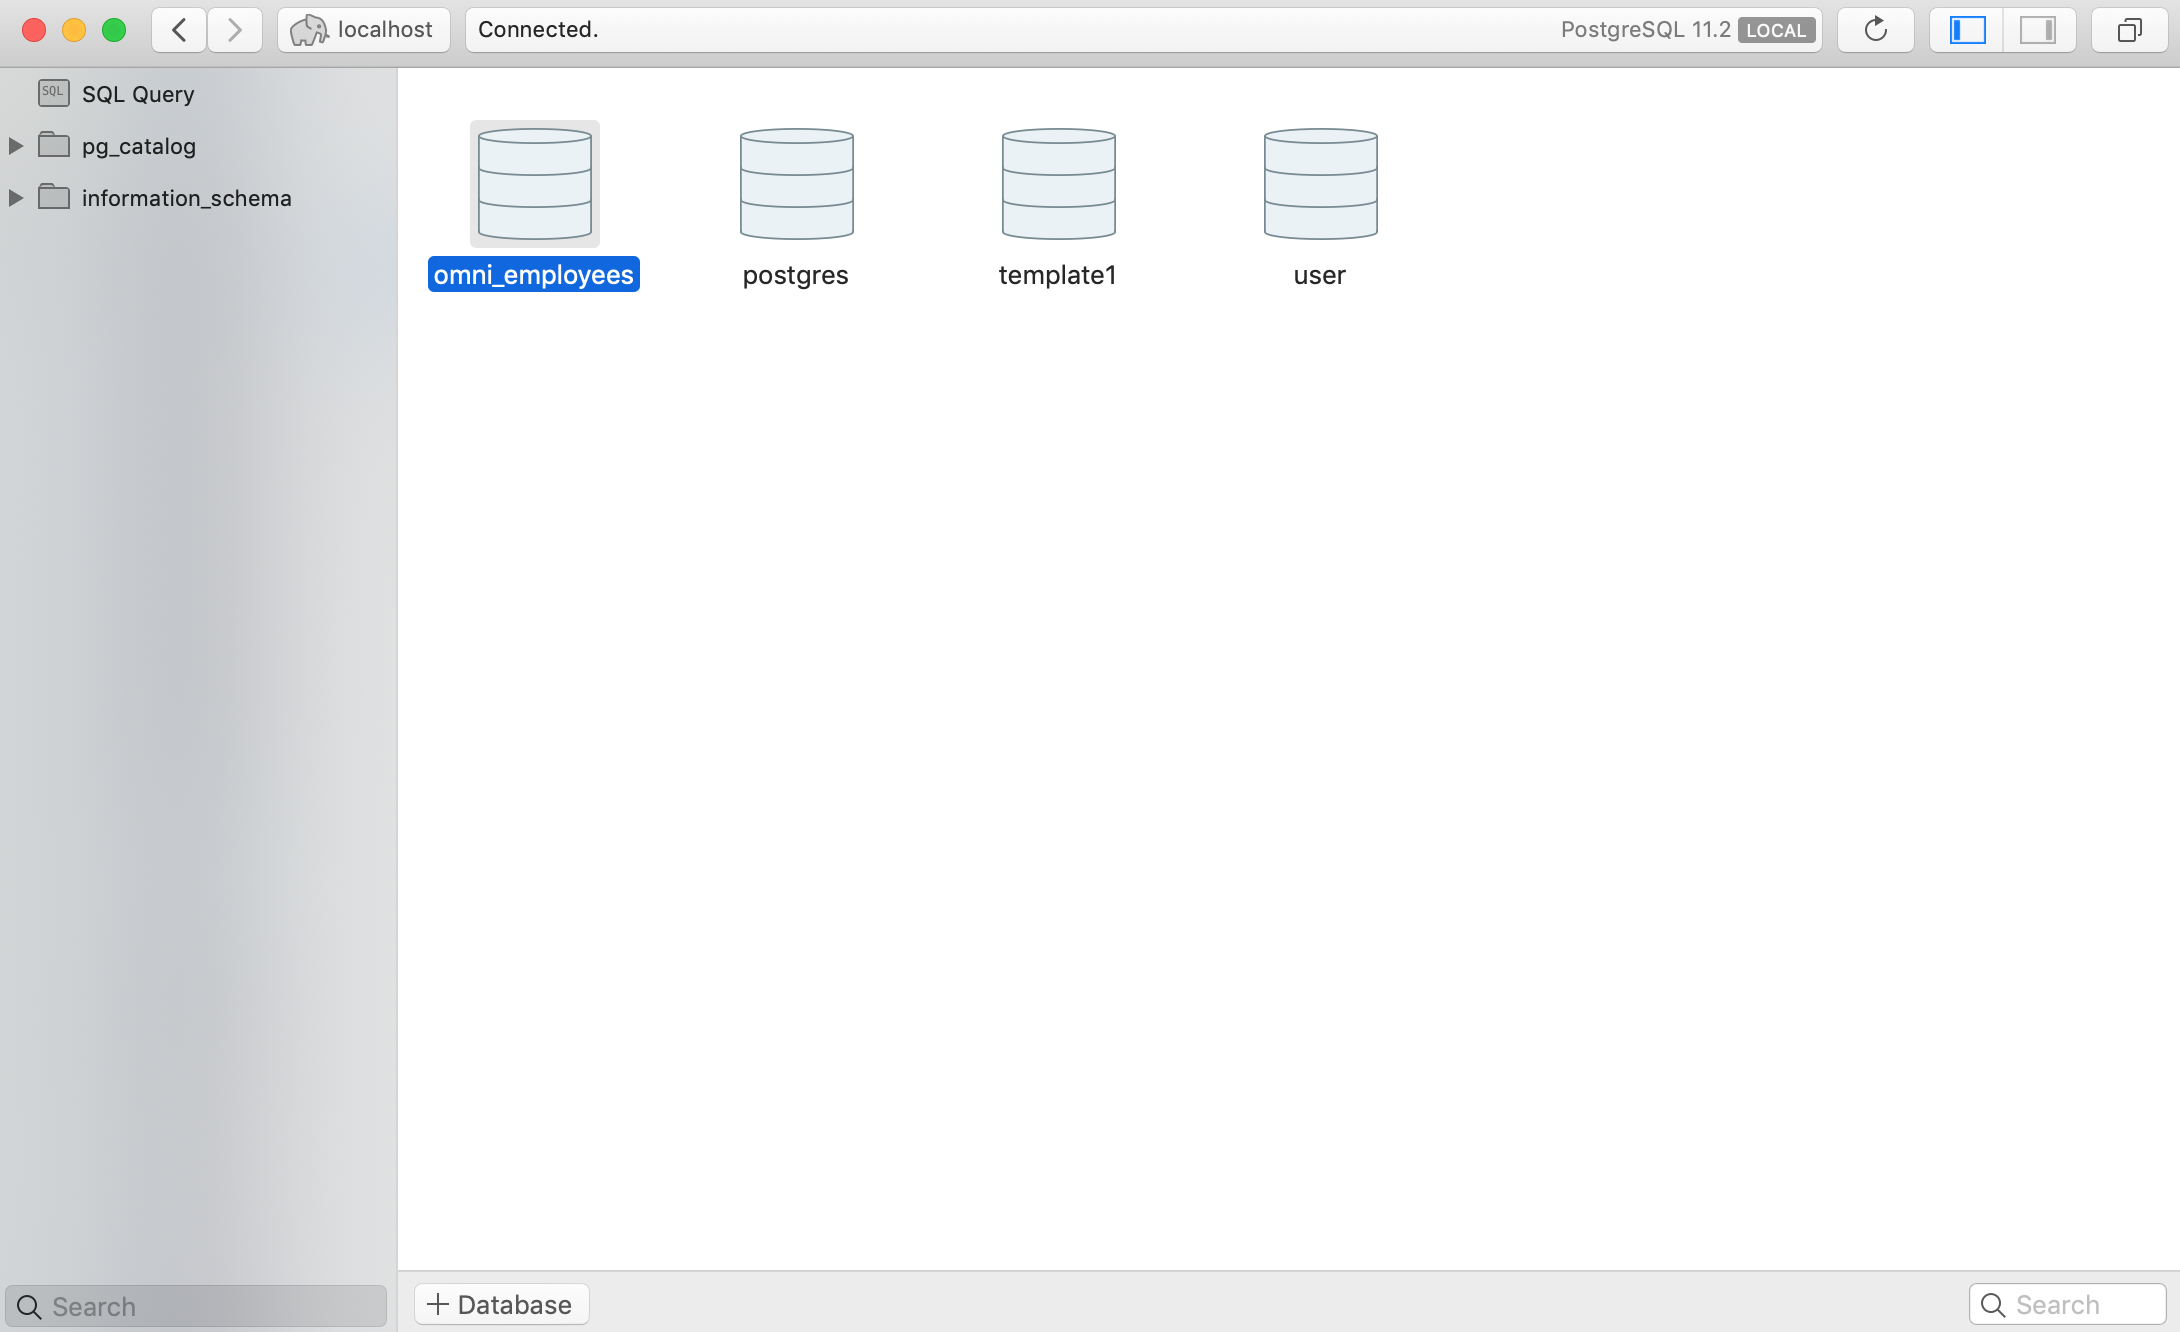 localhost
Connected.
PostgreSQL 11.2 LOCAL
SQL
SQL Query
pg_catalog
information_schema
omni_employees
postgres
template1
user
Search
Database
Search